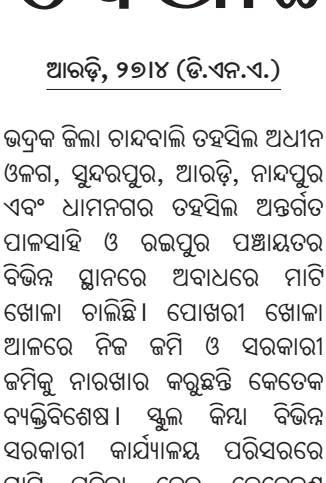 ଆରଡ଼ି, ୨୭।୪ (ଡି.ଏନ.ଏ.)
ଭଦ୍ରକ ଜିଲା ଚାନ୍ଦବାଲି ତହସିଲ ଅଧୀନ
ଓଳଗ, ସୁନ୍ଦରପୁର, ଆରଡ଼ି, ନାନ୍ଦପୁର
ଏବଂ ଧାମନଗର ତହସିଲ ଅନ୍ତର୍ଗତ
ପାଳସାହି ଓ ରଇପୁର ପଞ୍ଚାୟତର
ବିଭିନ୍ନ ସ୍ଥାନରେ ଅବାଧରେ ମାଟି
ଖୋଳା ଚାଲିଛି। ପୋଖରୀ ଖୋଳା
ଆଳରେ ନିଜ ଜମି ଓ ସରକାରୀ
ଜମିକୁ ନାରଖାର କରୁଛନ୍ତି କେତେକ
ବ୍ୟକ୍ତିବିଶେଷ। ସ୍କୁଲ କିମ୍ବା ବିଭିନ୍ନ
ସରକାରୀ କାର୍ଯ୍ୟାଳୟ ପରିସରରେ